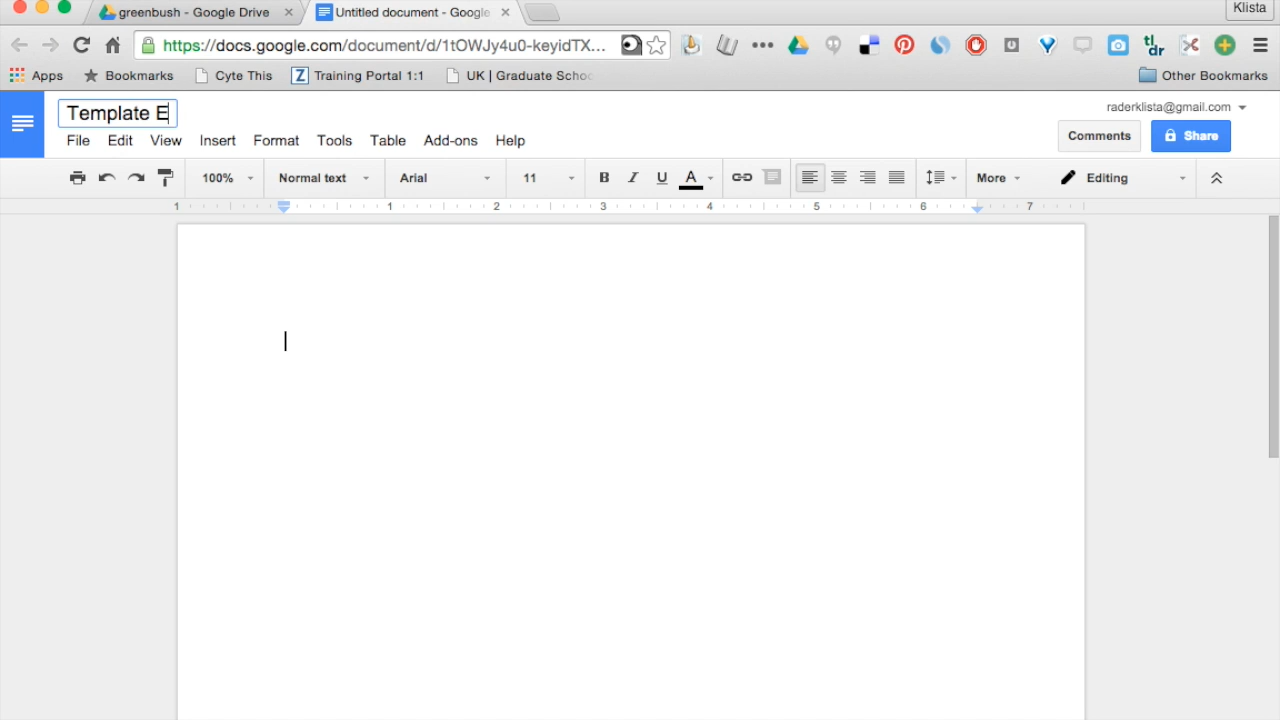 greenbush - Google Drive
Untitled document - Google
Klista
https://docs.google.com/document/d/1tOWJy4u0-keyidTX...
tl;dr
Apps
Bookmarks
Cyte This
Z Training Portal 1:1
UK | Graduate Schoo
Other Bookmarks
Template E
raderklista@gmail.com
File Edit View Insert Format Tools Table Add-ons Help
Comments
Share
100% Normal text Arial 11 B I U A More Editing
1 1 2 3 4 5 6 7